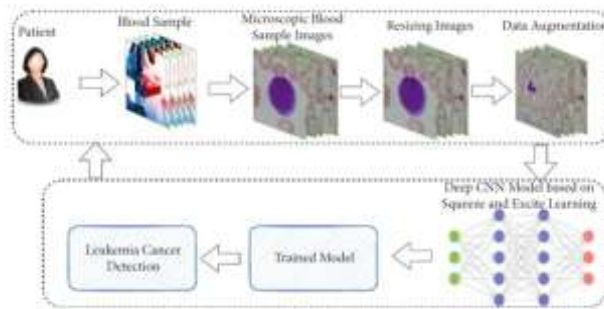 Patient
Blood Sample
Microscopic Blood
Sample Images
Resizing Images
Data Augmentation
Deep CNN Model based on
Squeeze and Excite Learning
Trained Model
Leukemia Cancer
Detection